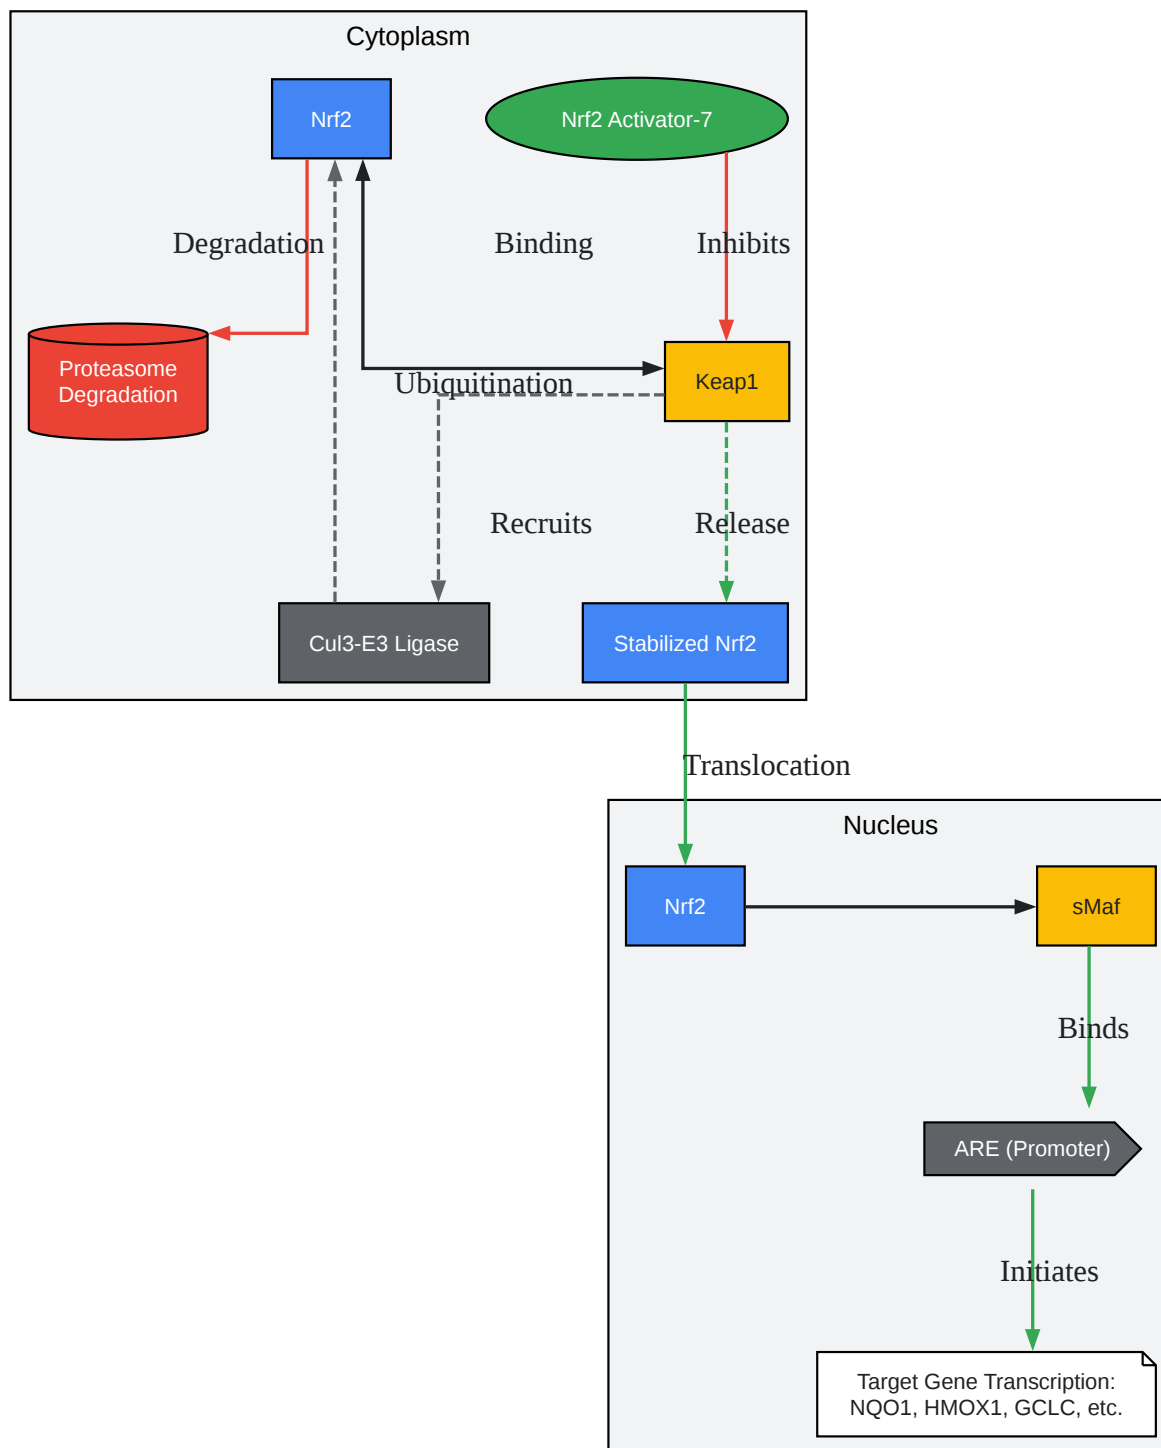 Cytoplasm
Nrf2
Nrf2 Activator-7
Degradation
Binding
Inhibits
Proteasome
Degradation
Ubiquitination
Keap1
Recruits
Release
Cul3-E3 Ligase
Stabilized Nrf2
Translocation
Nucleus
Nrf2
sMaf
Binds
ARE (Promoter)
Initiates
Target Gene Transcription:
NQO1, HMOX1, GCLC, etc.